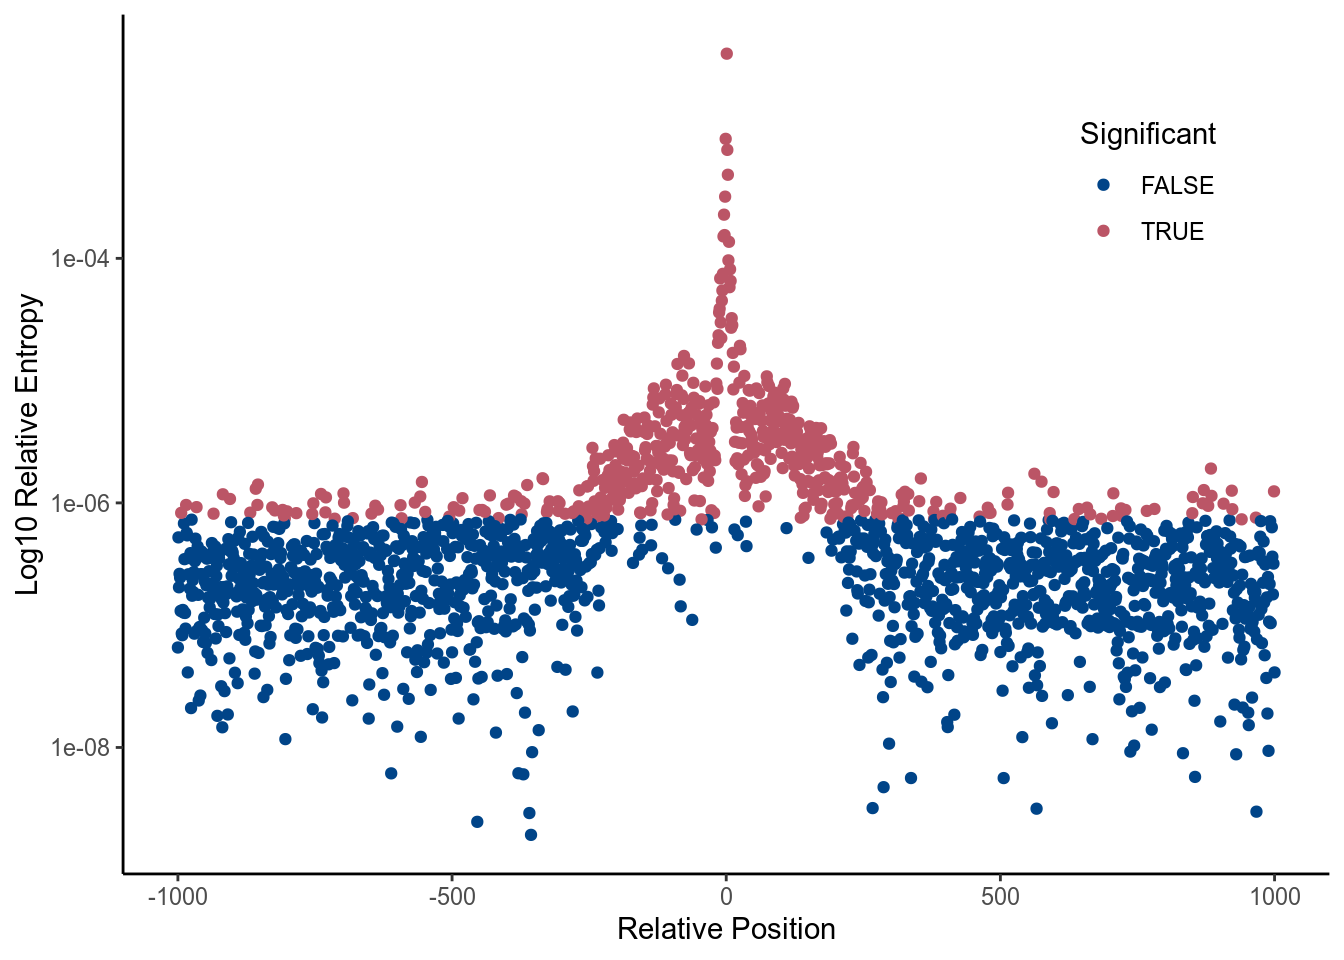 Significant
FALSE
TRUE
Log10 Relative Entropy
1e-04
1e-06
1e-08
-1000
-500
0
500
1000
Relative Position